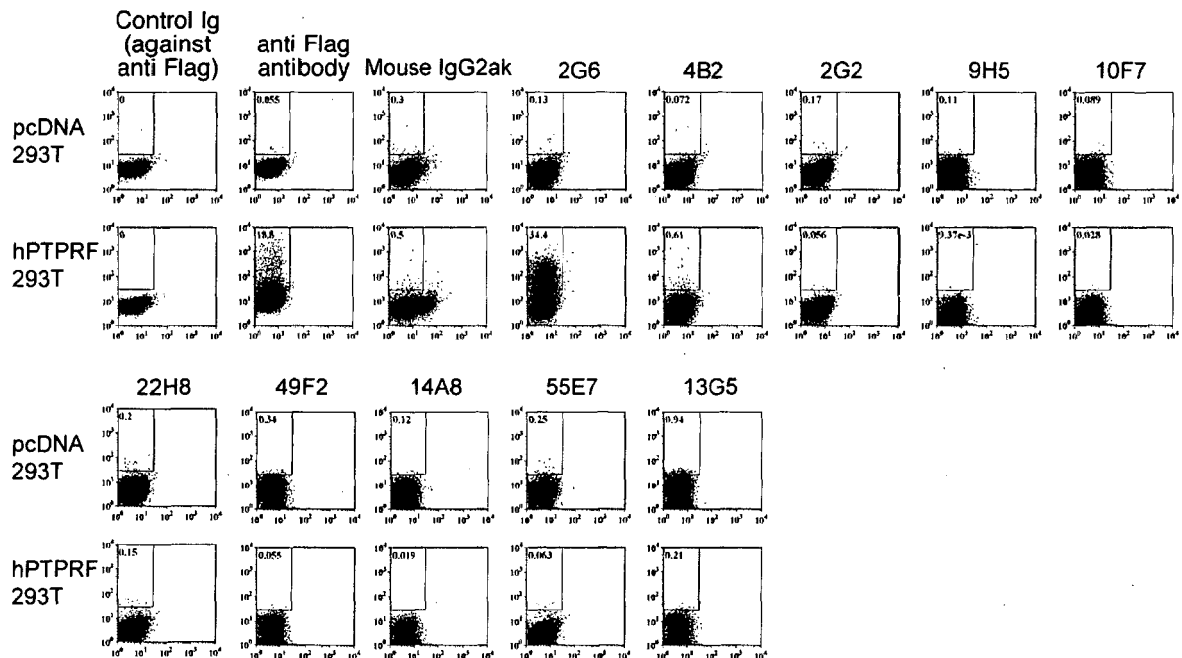 Control Ig
(against
anti Flag)
anti Flag
antibody
Mouse IgG2ak
2G6
4B2
2G2
9H5
10F7
pcDNA
293T
0
0.055
0.3
0.13
0.072
0.17
0.11
0.089
hPTPRF
293T
0
18.8
0.5
34.4
0.61
0.056
9.37e-3
0.028
22H8
49F2
14A8
55E7
13G5
pcDNA
293T
0.2
0.34
0.12
0.25
0.94
hPTPRF
293T
0.15
0.055
0.019
0.063
0.21